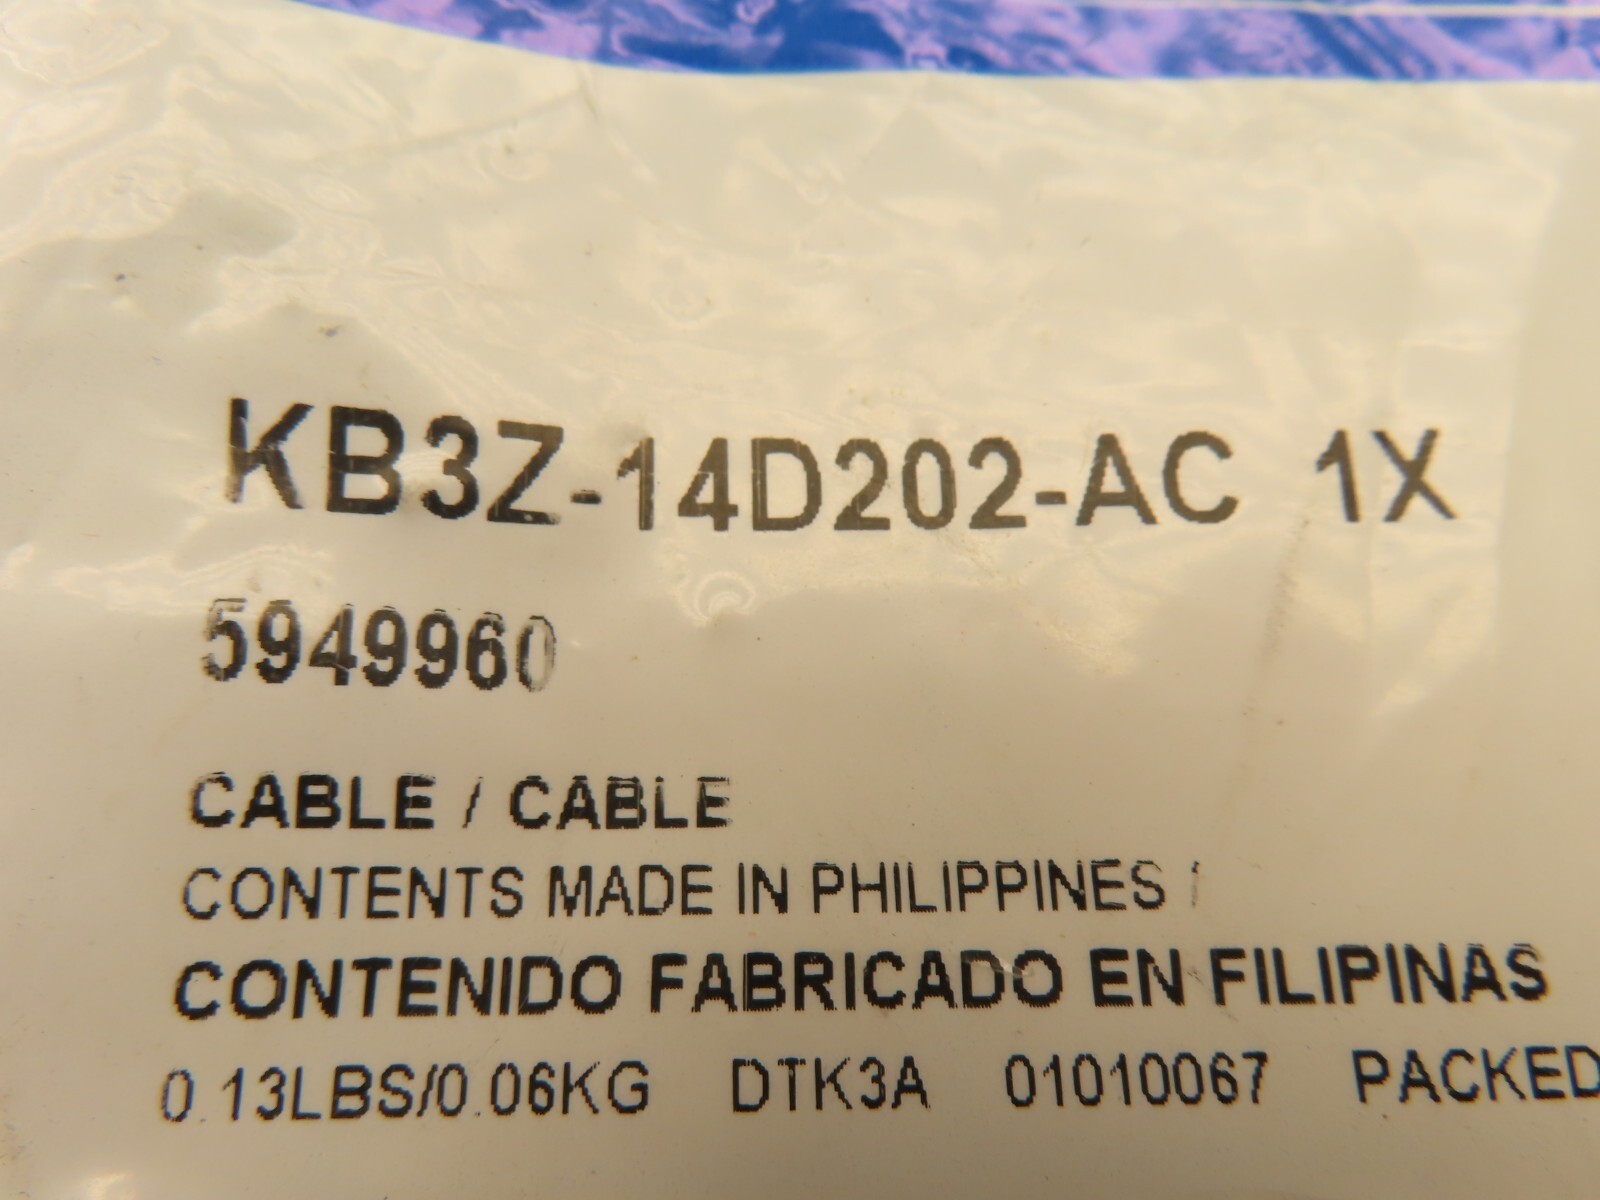 KB3Z-14D202-AC 1X
5949960
CABLE / CABLE
CONTENTS MADE IN PHILIPPINES /
CONTENIDO FABRICADO EN FILIPINAS
0.13LBS/0.06KG DTK3A 01010067 PACKED